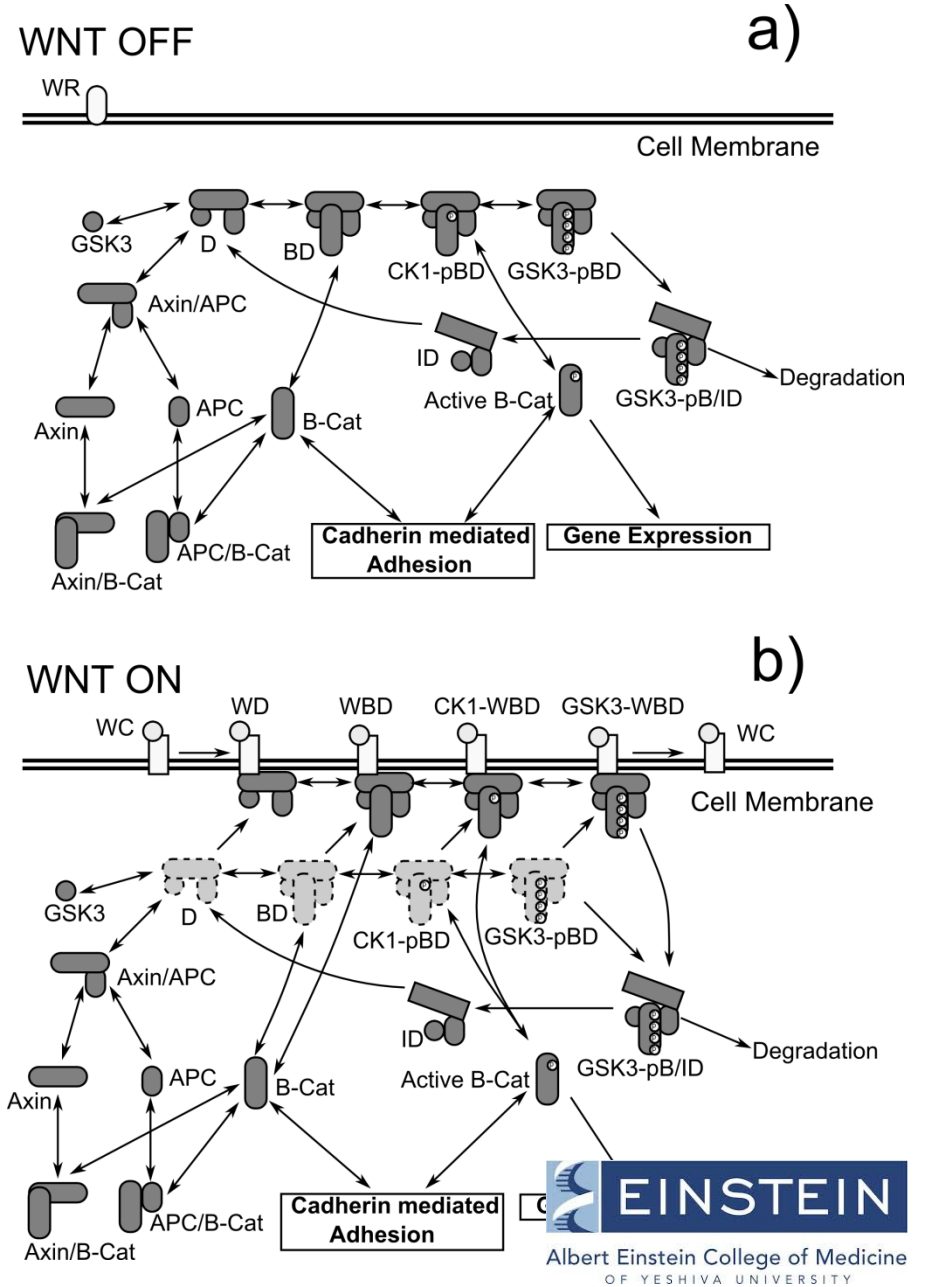 WNT OFF
a)
WR
Cell Membrane
GSK3
D
BD
CK1-pBD
GSK3-pBD
Axin/APC
ID
Active B-Cat
GSK3-pB/ID
Degradation
Axin
APC
B-Cat
Axin/B-Cat
APC/B-Cat
Cadherin mediated
Adhesion
Gene Expression
WNT ON
b)
WC
WD
WBD
CK1-WBD
GSK3-WBD
WC
Cell Membrane
GSK3
D
BD
CK1-pBD
GSK3-pBD
Axin/APC
ID
Active B-Cat
GSK3-pB/ID
Degradation
Axin
APC
B-Cat
Axin/B-Cat
APC/B-Cat
Cadherin mediated
Adhesion
EINSTEIN
Albert Einstein College of Medicine
OF YESHIVA UNIVERSITY